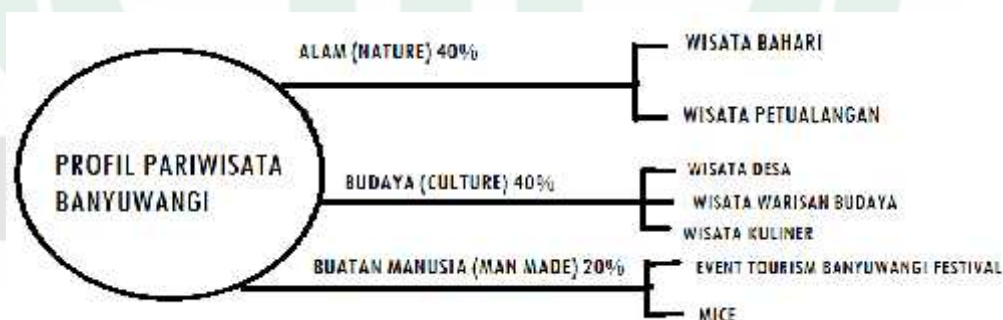 ALAM (NATURE) 40%
WISATA BAHARI
WISATA PETUALANGAN
PROFIL PARIWISATA
BANYUWANGI
BUDAYA (CULTURE) 40%
WISATA DESA
WISATA WARISAN BUDAYA
WISATA KULINER
BUATAN MANUSIA (MAN MADE) 20%
EVENT TOURISM BANYUWANGI FESTIVAL
MICE